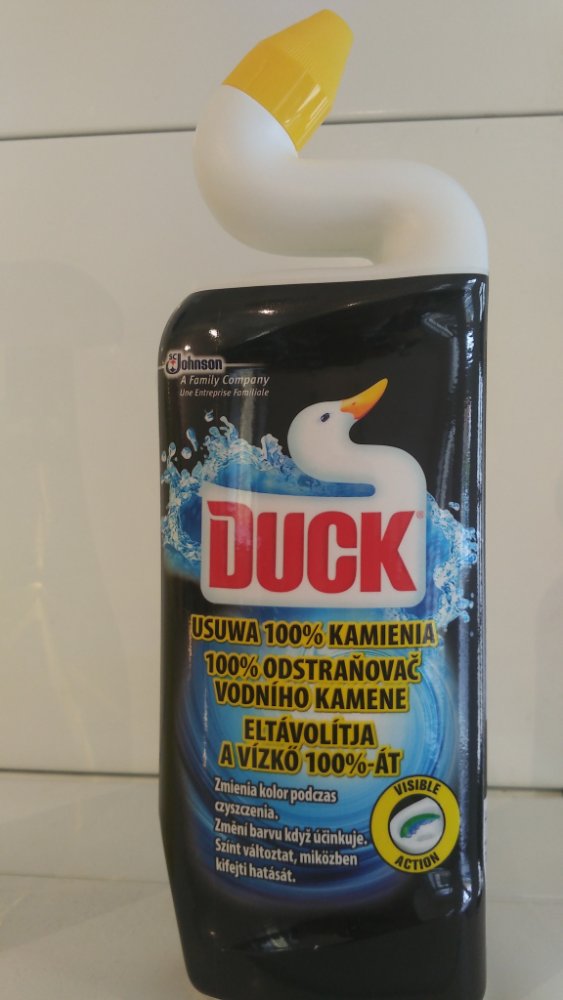 SC Johnson
A Family Company
Une Entreprise Familiale
DUCK®
USUWA 100% KAMIENIA
100% ODSTRAŇOVAČ
VODNÍHO KAMENE
ELTÁVOLÍTJA
A VÍZKŐ 100%-ÁT
Zmienia kolor podczas
czyszczenia.
Změní barvu když účinkuje.
Színt változtat, miközben
kifejti hatását.
VISIBLE
ACTION